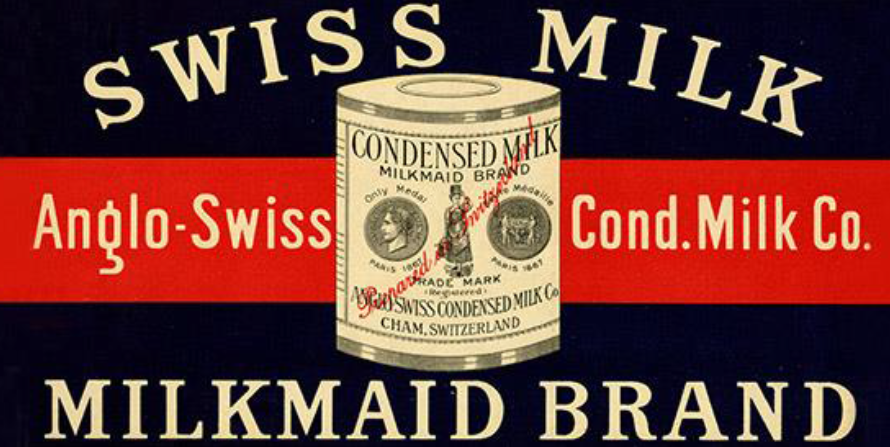 SWISS MILK
CONDENSED MILK
MILKMAID BRAND
Only Medal
Médaille
PARIS 1867
PARIS 1867
Prepared in Switzerland
TRADE MARK
(Registered)
ANGLO-SWISS CONDENSED MILK Co
CHAM, SWITZERLAND
Anglo-Swiss
Cond. Milk Co.
MILKMAID BRAND